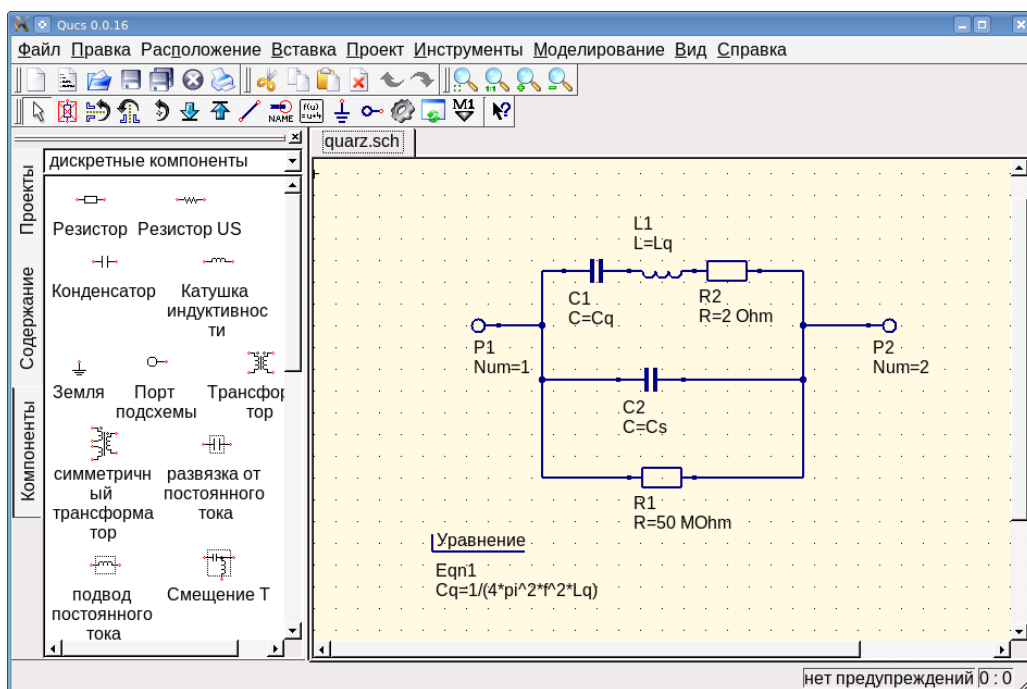 Qucs 0.0.16
Файл Правка Расположение Вставка Проект Инструменты Моделирование Вид Справка
1:1
NAME
f(u)
=u+4
M1
?
quarz.sch
Проекты
Содержание
Компоненты
дискретные компоненты
Резистор
Резистор US
Конденсатор
Катушка
индуктивнос
ти
Земля
Порт
подсхемы
Трансфор
тор
симметричн
ый
трансформа
тор
развязка от
постоянного
тока
подвод
постоянного
тока
Смещение T
L1
L=Lq
C1
C=Cq
R2
R=2 Ohm
P1
Num=1
P2
Num=2
C2
C=Cs
R1
R=50 MOhm
Уравнение
Eqn1
Cq=1/(4*pi^2*f^2*Lq)
нет предупреждений 0 : 0